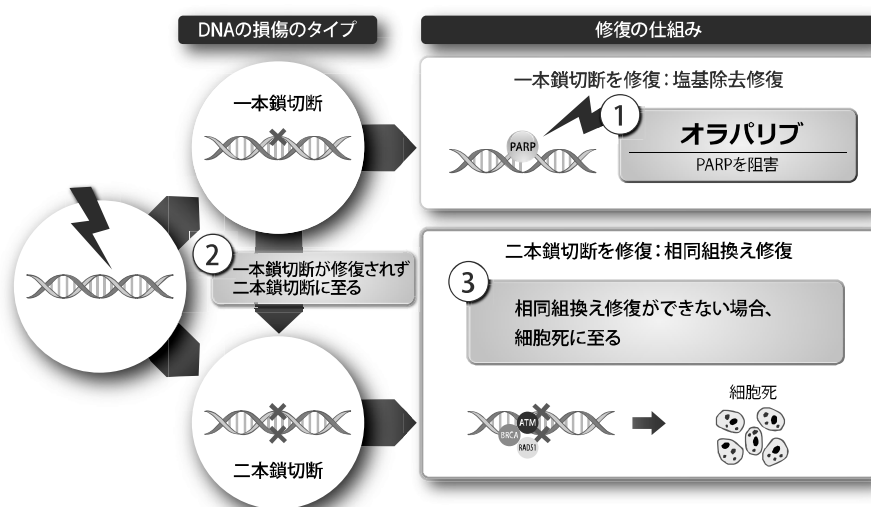 DNAの損傷のタイプ
修復の仕組み
一本鎖切断
一本鎖切断を修復：塩基除去修復
PARP
1
オラパリブ
PARPを阻害
2
一本鎖切断が修復されず
二本鎖切断に至る
二本鎖切断を修復：相同組換え修復
3
相同組換え修復ができない場合、
細胞死に至る
二本鎖切断
ATM
BRCA
RAD51
細胞死